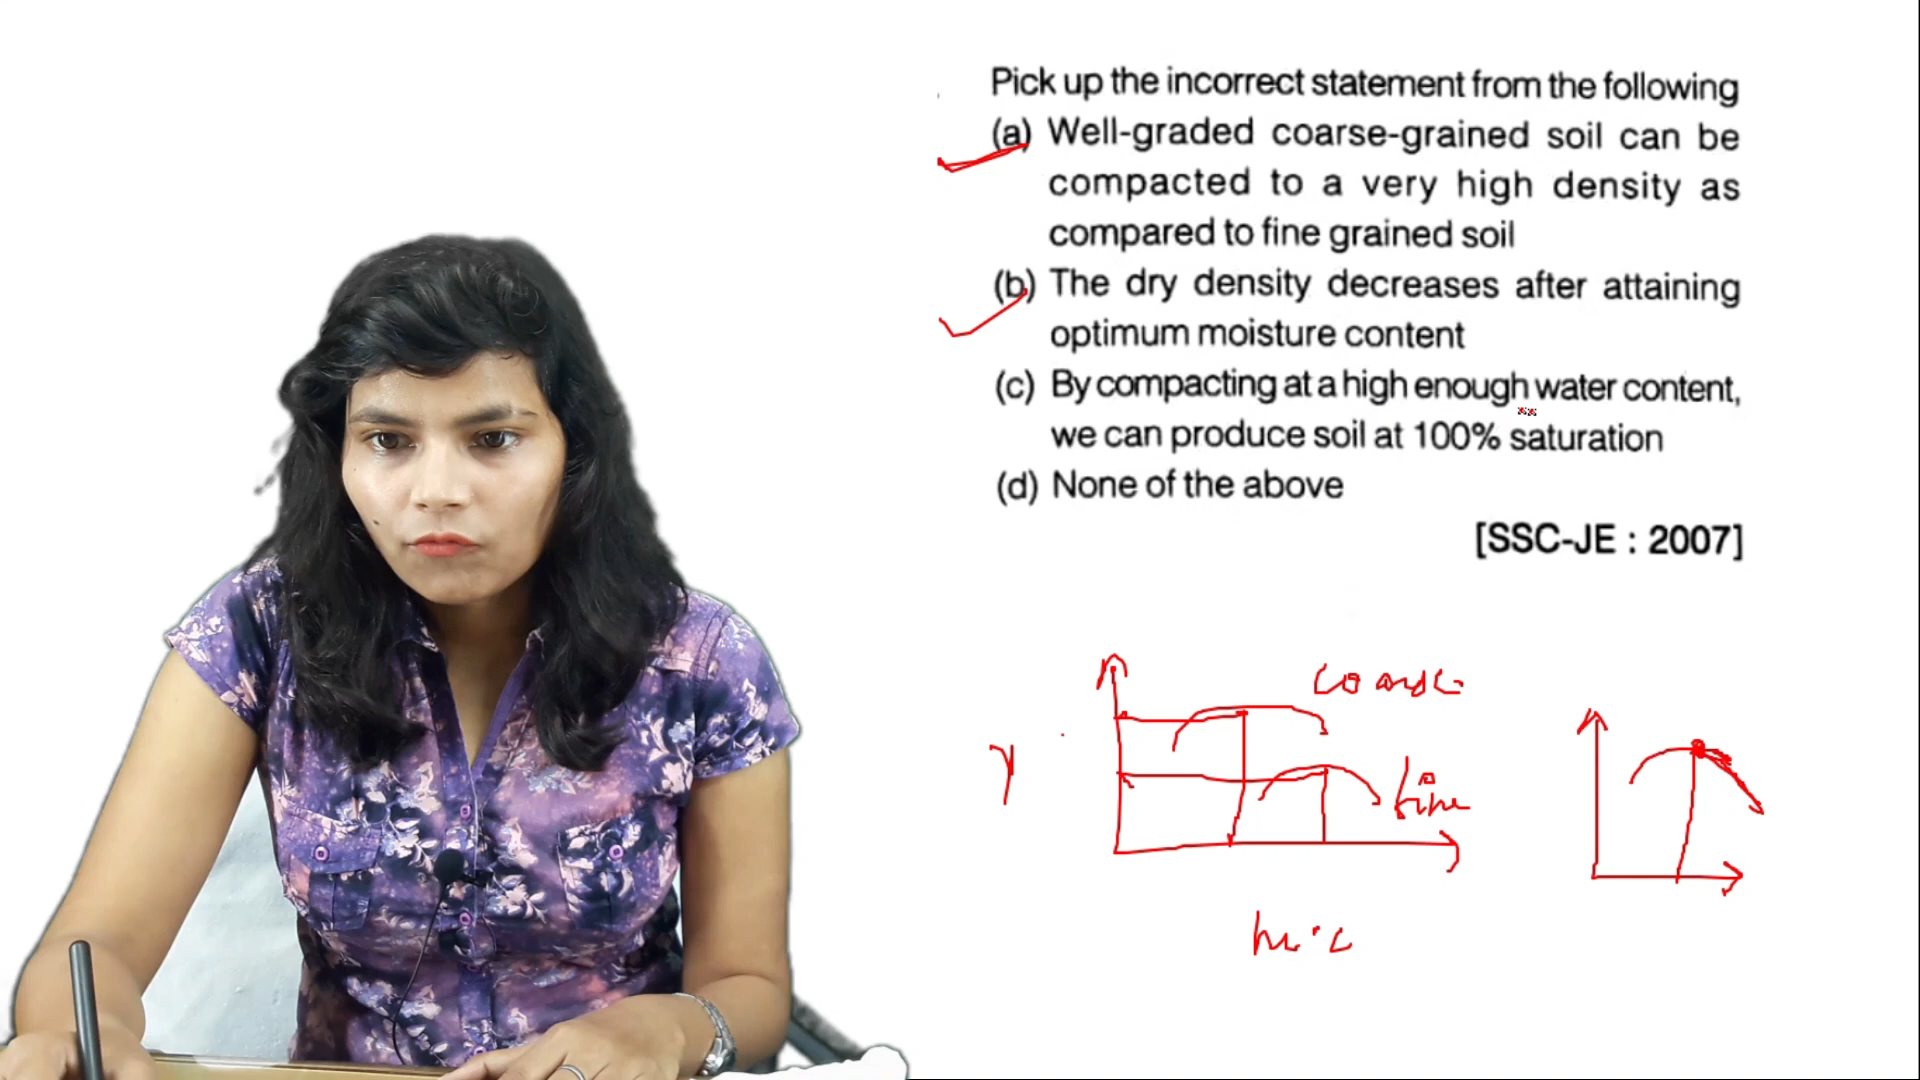 Pick up the incorrect statement from the following
(a) Well-graded coarse-grained soil can be
compacted to a very high density as
compared to fine grained soil
(b) The dry density decreases after attaining
optimum moisture content
(c) By compacting at a high enough water content,
we can produce soil at 100% saturation
(d) None of the above
[SSC-JE : 2007]
fine